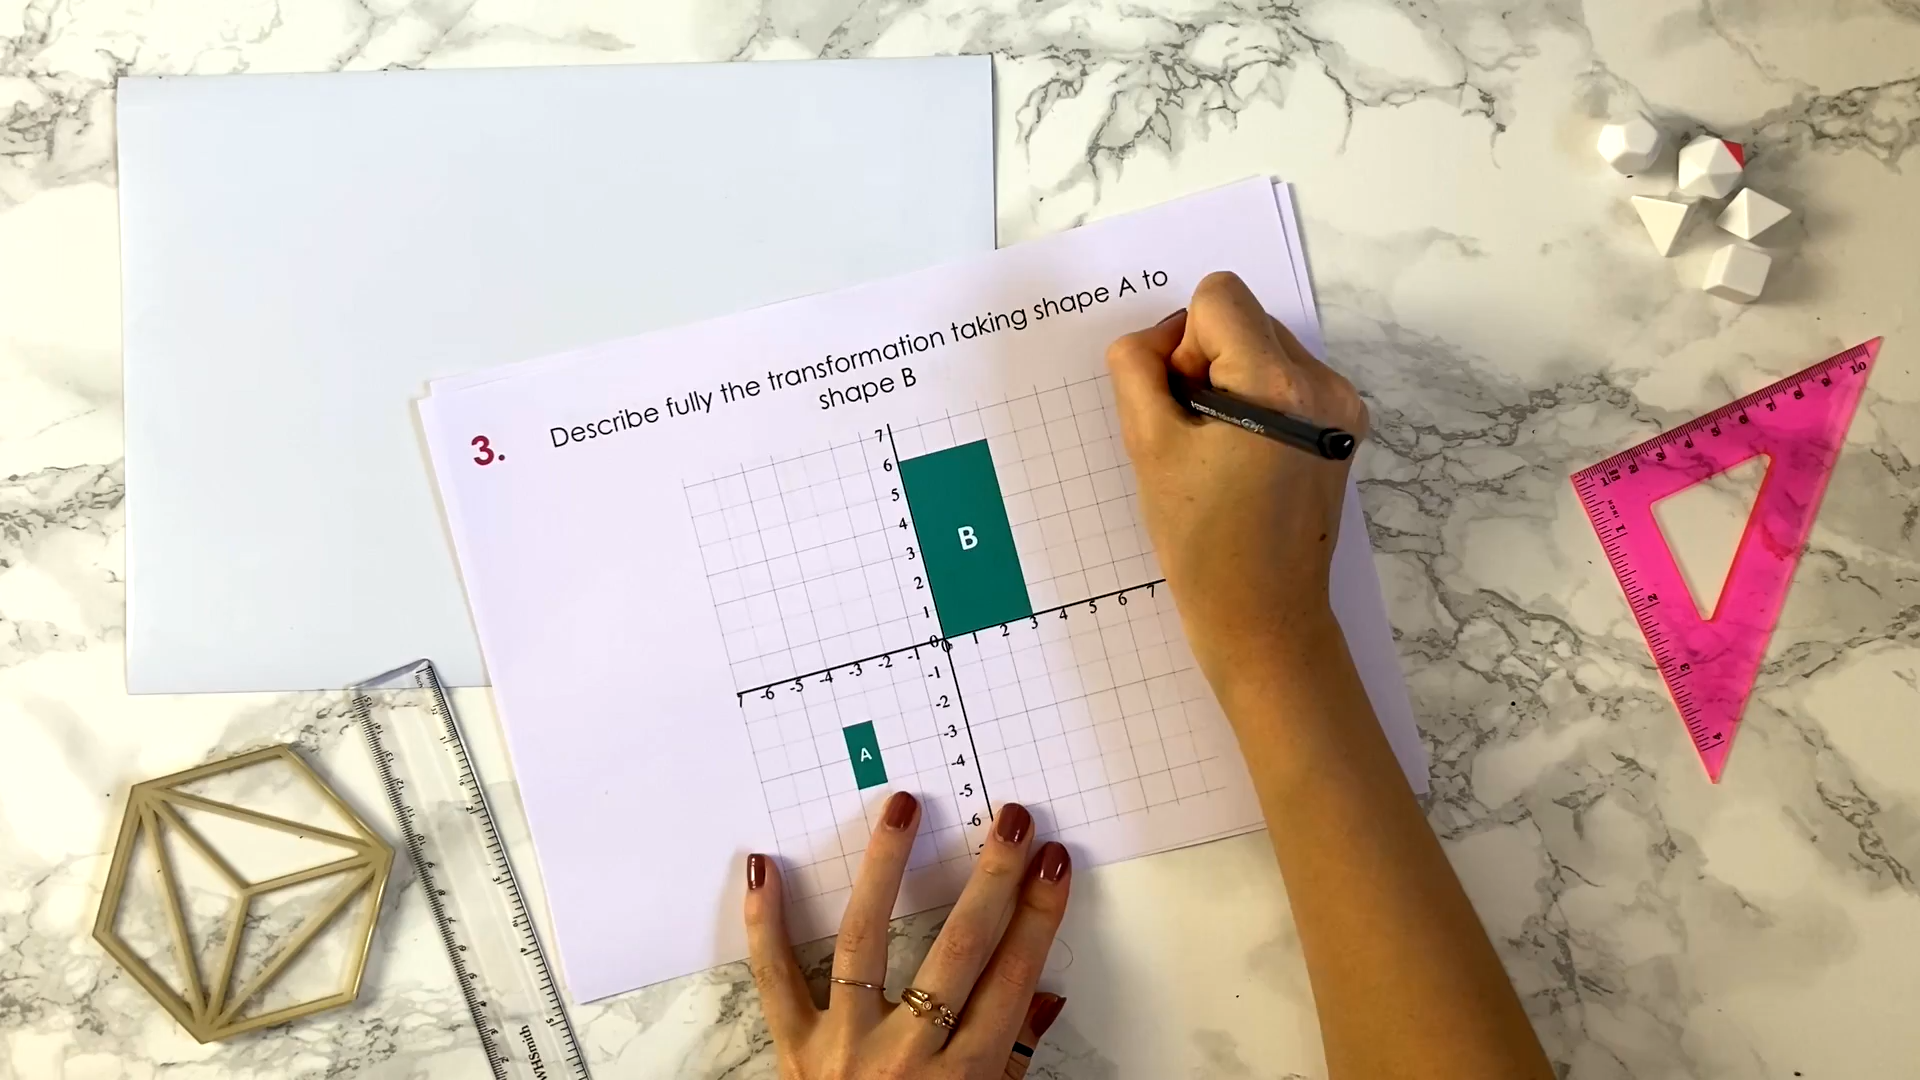 3. Describe fully the transformation taking shape A to
shape B
7
6
5
4
3
2
1
0
-6 -5 -4 -3 -2 -1 0 1 2 3 4 5 6 7
-1
-2
-3
-4
-5
-6
B
A
WHSmith